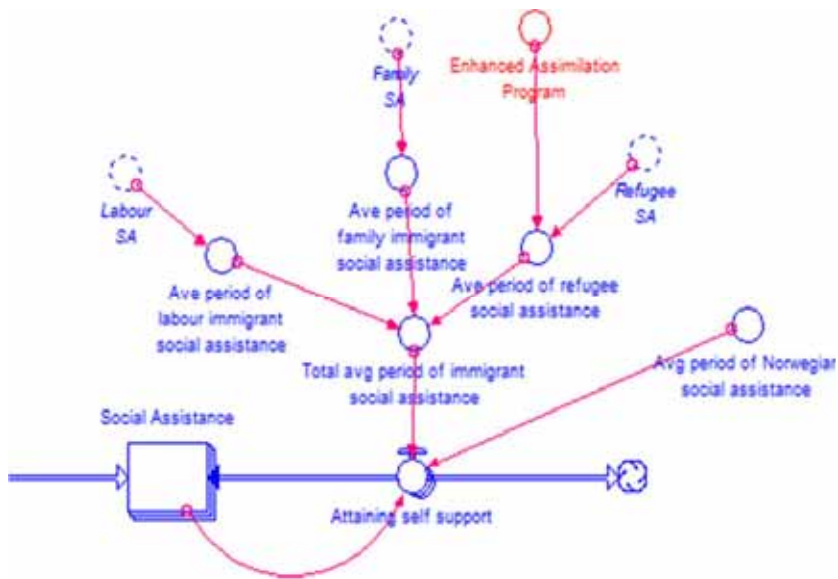 Family
SA
Enhanced Assimilation
Program
Labour
SA
Refugee
SA
Ave period of
family immigrant
social assistance
Ave period of
labour immigrant
social assistance
Ave period of refugee
social assistance
Total avg period of immigrant
social assistance
Avg period of Norwegian
social assistance
Social Assistance
Attaining self support